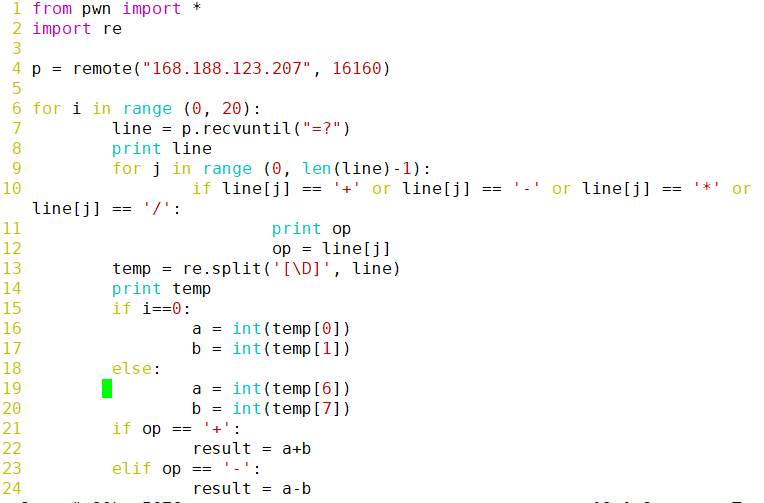 1 from pwn import *
2 import re
3
4 p = remote("168.188.123.207", 16160)
5
6 for i in range (0, 20):
7         line = p.recvuntil("=?")
8         print line
9         for j in range (0, len(line)-1):
10                 if line[j] == '+' or line[j] == '-' or line[j] == '*' or
line[j] == '/':
11                         print op
12                         op = line[j]
13         temp = re.split('[\D]', line)
14         print temp
15         if i==0:
16                 a = int(temp[0])
17                 b = int(temp[1])
18         else:
19                 a = int(temp[6])
20                 b = int(temp[7])
21         if op == '+':
22                 result = a+b
23         elif op == '-':
24                 result = a-b